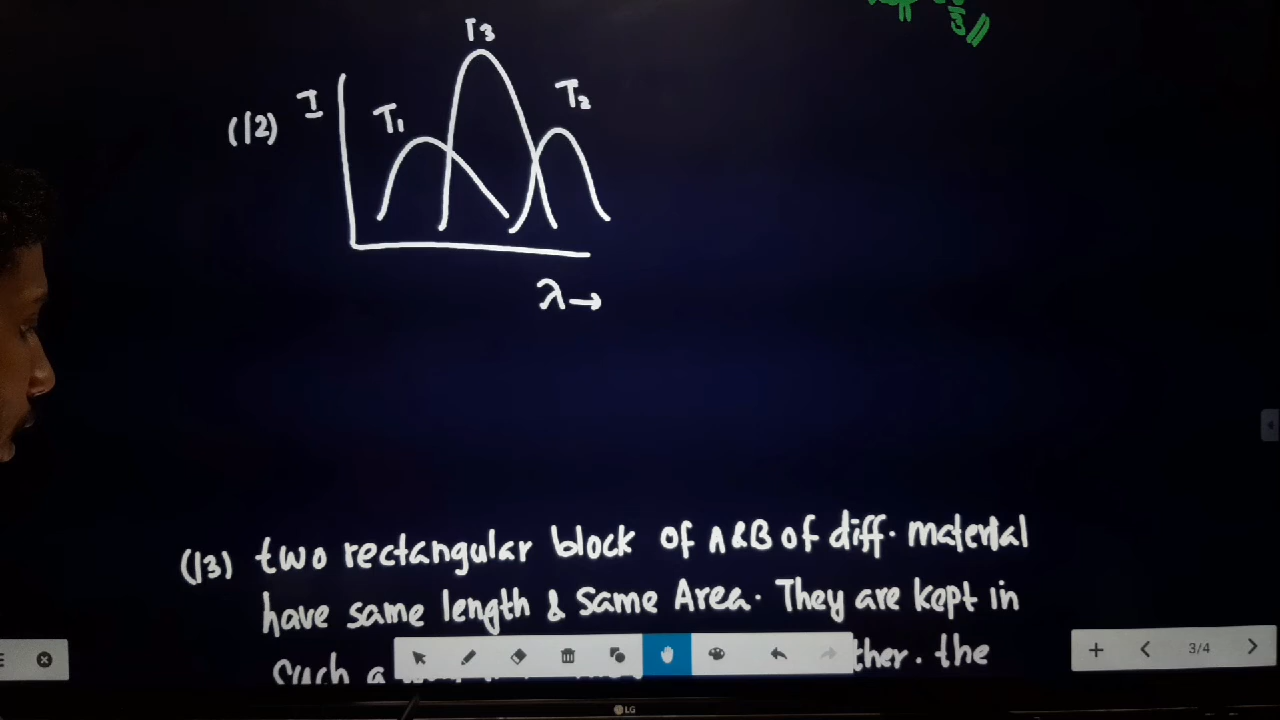 T₃
T₂
I
T₁
(12)
λ→
(13) two rectangular block of A & B of diff. material
have same length & same Area. They are kept in
such a ther. the
3/4
LG